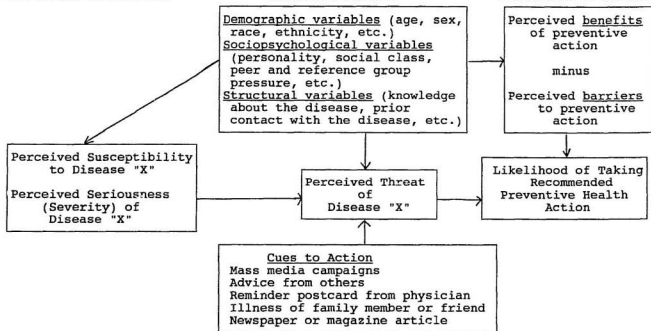 Demographic variables (age, sex,
race, ethnicity, etc.)
Sociopsychological variables
(personality, social class,
peer and reference group
pressure, etc.)
Structural variables (knowledge
about the disease, prior
contact with the disease, etc.)
Perceived benefits
of preventive
action
minus
Perceived barriers
to preventive
action
Perceived Susceptibility
to Disease "X"
Perceived Seriousness
(Severity) of
Disease "X"
Perceived Threat
of
Disease "X"
Likelihood of Taking
Recommended
Preventive Health
Action
Cues to Action
Mass media campaigns
Advice from others
Reminder postcard from physician
Illness of family member or friend
Newspaper or magazine article